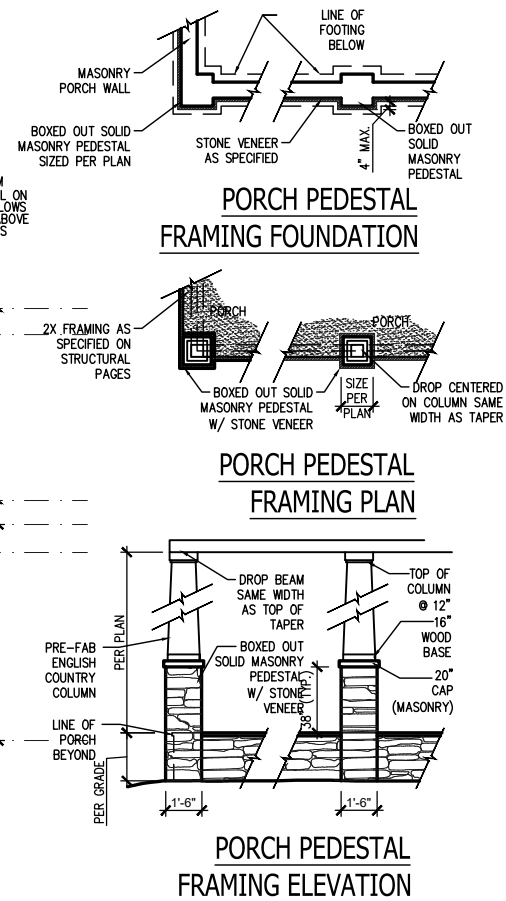 LINE OF
FOOTING
BELOW
MASONRY
PORCH WALL
BOXED OUT SOLID
MASONRY PEDESTAL
SIZED PER PLAN
STONE VENEER
AS SPECIFIED
4" MAX.
BOXED OUT
SOLID
MASONRY
PEDESTAL
L ON
LOWS
ABOVE
S
PORCH PEDESTAL
FRAMING FOUNDATION
PORCH
PORCH
2X FRAMING AS
SPECIFIED ON
STRUCTURAL
PAGES
BOXED OUT SOLID
MASONRY PEDESTAL
W/ STONE VENEER
SIZE
PER
PLAN
DROP CENTERED
ON COLUMN SAME
WIDTH AS TAPER
PORCH PEDESTAL
FRAMING PLAN
DROP BEAM
SAME WIDTH
AS TOP OF
TAPER
TOP OF
COLUMN
@ 12"
16"
WOOD
BASE
PER PLAN
PRE-FAB
ENGLISH
COUNTRY
COLUMN
BOXED OUT
SOLID MASONRY
PEDESTAL
W/ STONE
VENEER
38" (TYP.)
20"
CAP
(MASONRY)
LINE OF
PORCH
BEYOND
PER GRADE
1'-6"
1'-6"
PORCH PEDESTAL
FRAMING ELEVATION